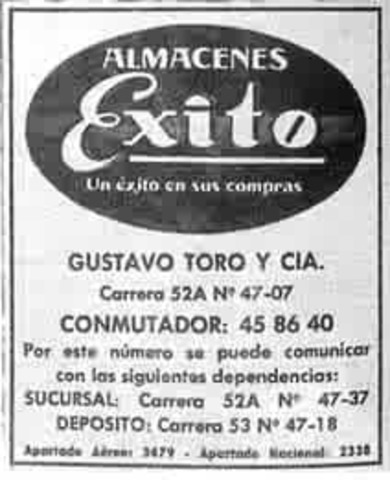 ALMACENES
Exito
Un éxito en sus compras
GUSTAVO TORO Y CIA.
Carrera 52A Nº 47-07
CONMUTADOR: 45 86 40
Por este número se puede comunicar
con las siguientes dependencias:
SUCURSAL: Carrera 52A Nº 47-37
DEPOSITO: Carrera 53 Nº 47-18
Apartado Aéreo: 3479 - Apartado Nacional: 2338